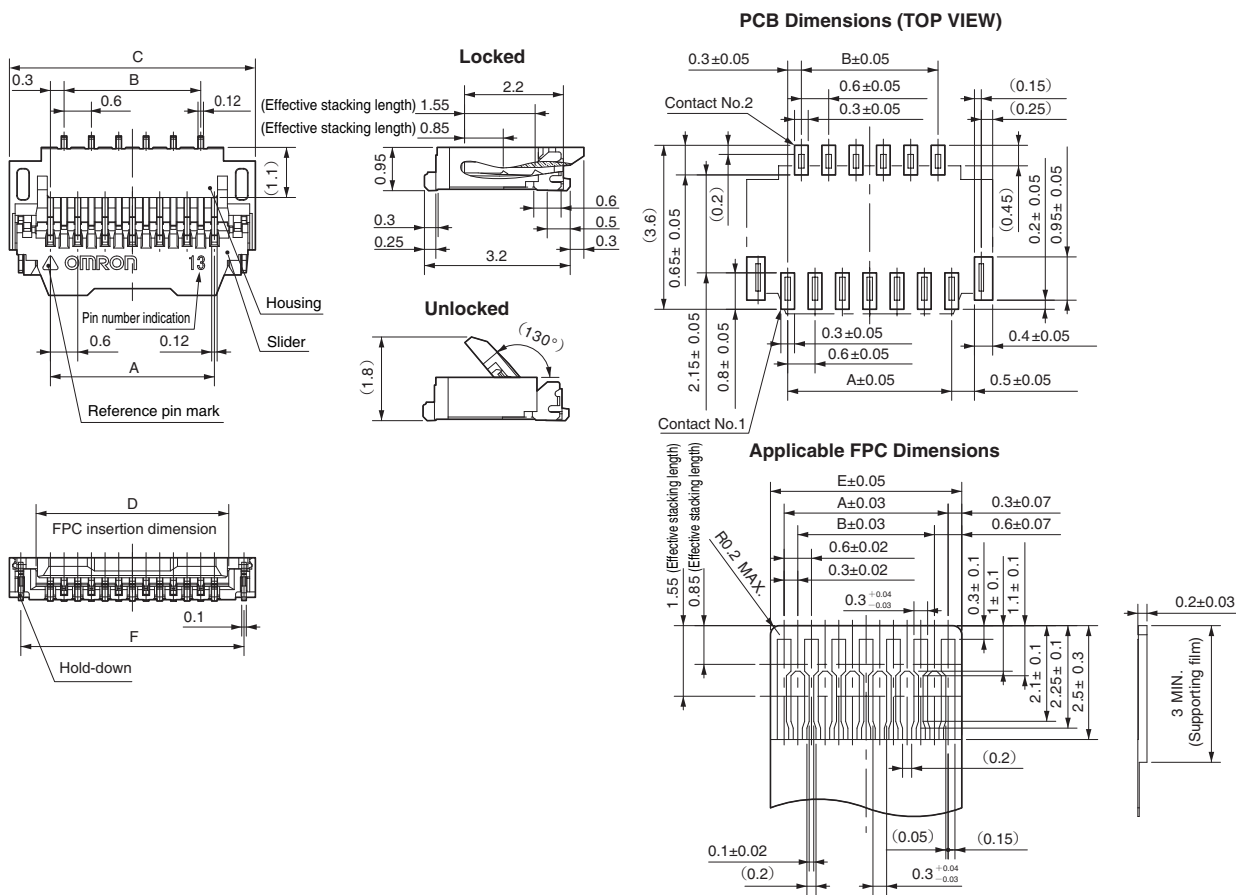 PCB Dimensions (TOP VIEW)
C
0.3
B
0.6
0.12
(1.1)
OMRON
13
Pin number indication
Housing
Slider
0.6
0.12
A
Reference pin mark
Locked
2.2
(Effective stacking length) 1.55
(Effective stacking length) 0.85
0.95
0.3
0.25
0.6
0.5
0.3
3.2
Unlocked
(130°)
(1.8)
0.3±0.05
B±0.05
0.6±0.05
0.3±0.05
(0.15)
(0.25)
Contact No.2
(3.6)
0.65± 0.05
(0.2)
(0.45)
0.2± 0.05
0.95± 0.05
2.15± 0.05
0.8± 0.05
0.3±0.05
0.6±0.05
0.4±0.05
A±0.05
0.5±0.05
Contact No.1
D
FPC insertion dimension
0.1
F
Hold-down
Applicable FPC Dimensions
1.55 (Effective stacking length)
0.85 (Effective stacking length)
E±0.05
A±0.03
0.3±0.07
B±0.03
0.6±0.07
0.6±0.02
0.3±0.02
R0.2 MAX.
0.3 +0.04 −0.03
0.3± 0.1
1± 0.1
1.1± 0.1
2.1± 0.1
2.25± 0.1
2.5± 0.3
0.2±0.03
3 MIN.
(Supporting film)
(0.2)
(0.05)
(0.15)
0.1±0.02
(0.2)
0.3 +0.04 −0.03